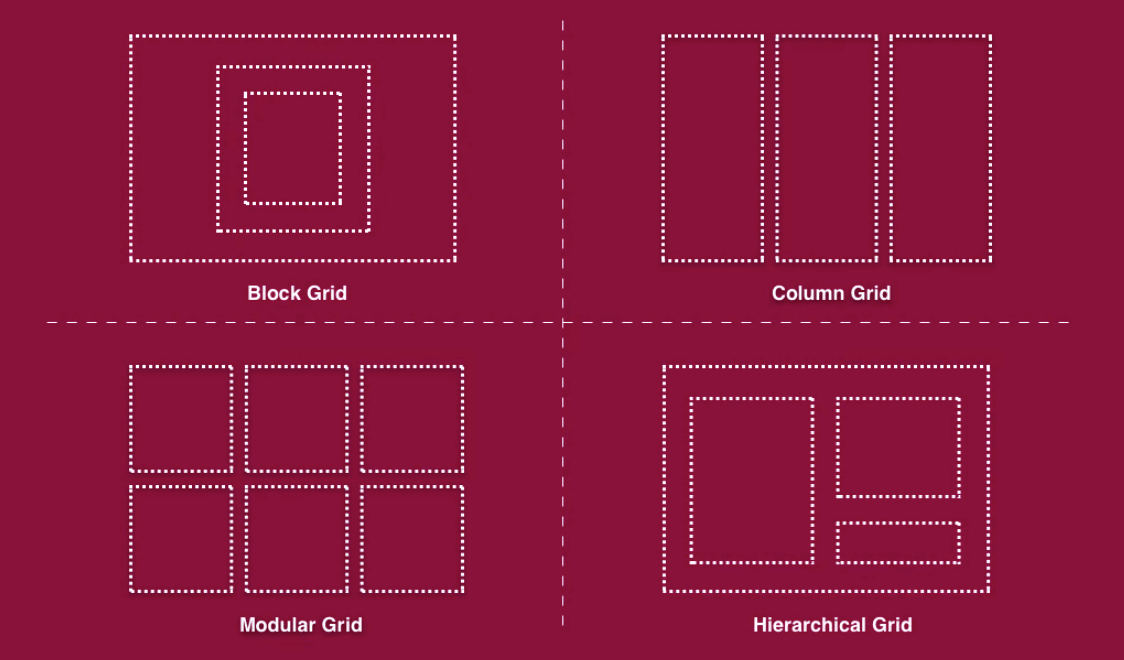 Block Grid
Column Grid
Modular Grid
Hierarchical Grid